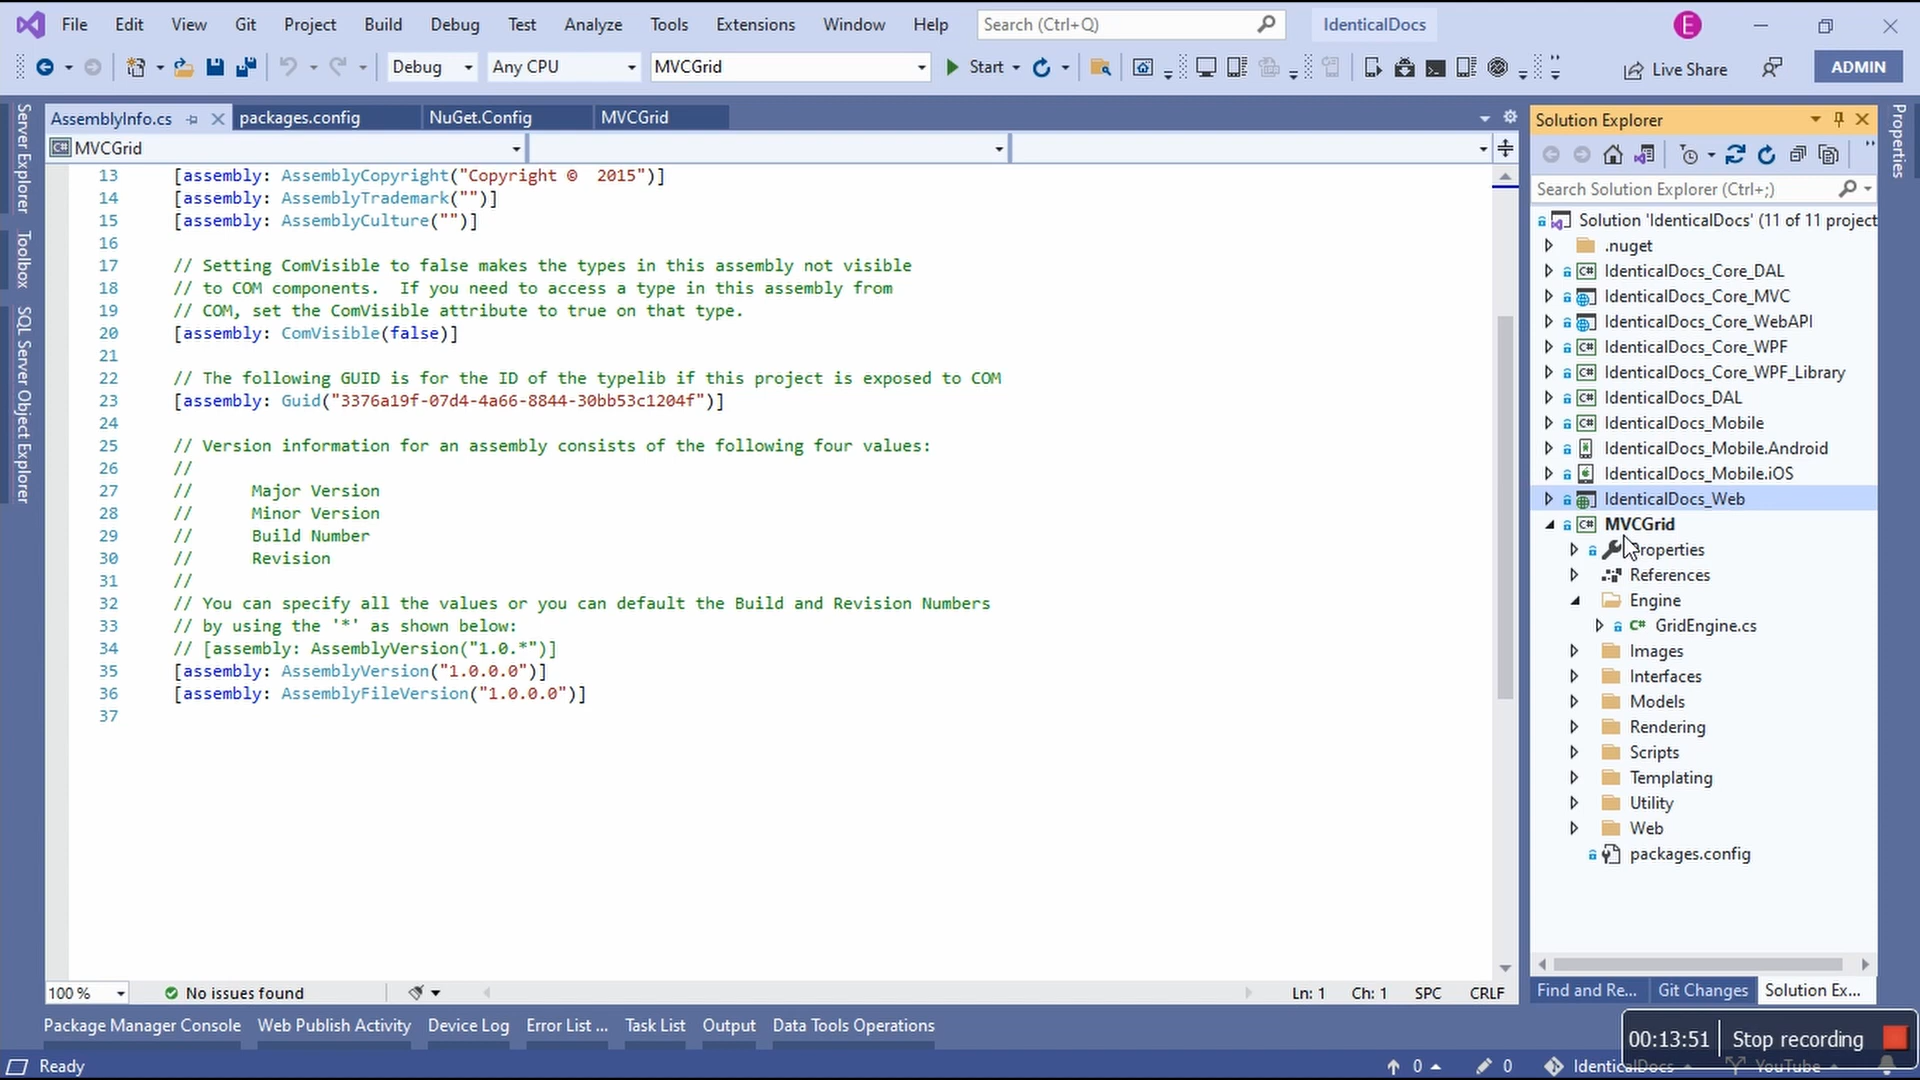 File Edit View Git Project Build Debug Test Analyze Tools Extensions Window Help Search (Ctrl+Q) IdenticalDocs E
Debug Any CPU MVCGrid Start Live Share ADMIN
AssemblyInfo.cs packages.config NuGet.Config MVCGrid
MVCGrid
Server Explorer
Toolbox
SQL Server Object Explorer
13 [assembly: AssemblyCopyright("Copyright ©  2015")]
14 [assembly: AssemblyTrademark("")]
15 [assembly: AssemblyCulture("")]
16
17 // Setting ComVisible to false makes the types in this assembly not visible
18 // to COM components.  If you need to access a type in this assembly from
19 // COM, set the ComVisible attribute to true on that type.
20 [assembly: ComVisible(false)]
21
22 // The following GUID is for the ID of the typelib if this project is exposed to COM
23 [assembly: Guid("3376a19f-07d4-4a66-8844-30bb53c1204f")]
24
25 // Version information for an assembly consists of the following four values:
26 //
27 //      Major Version
28 //      Minor Version
29 //      Build Number
30 //      Revision
31 //
32 // You can specify all the values or you can default the Build and Revision Numbers
33 // by using the '*' as shown below:
34 // [assembly: AssemblyVersion("1.0.*")]
35 [assembly: AssemblyVersion("1.0.0.0")]
36 [assembly: AssemblyFileVersion("1.0.0.0")]
37
100 % No issues found Ln: 1 Ch: 1 SPC CRLF
Solution Explorer
Search Solution Explorer (Ctrl+;)
Solution 'IdenticalDocs' (11 of 11 project
.nuget
C# IdenticalDocs_Core_DAL
IdenticalDocs_Core_MVC
IdenticalDocs_Core_WebAPI
C# IdenticalDocs_Core_WPF
C# IdenticalDocs_Core_WPF_Library
C# IdenticalDocs_DAL
C# IdenticalDocs_Mobile
IdenticalDocs_Mobile.Android
IdenticalDocs_Mobile.iOS
IdenticalDocs_Web
C# MVCGrid
Properties
References
Engine
C# GridEngine.cs
Images
Interfaces
Models
Rendering
Scripts
Templating
Utility
Web
packages.config
Find and Re... Git Changes Solution Ex...
Properties
Package Manager Console Web Publish Activity Device Log Error List ... Task List Output Data Tools Operations
00:13:51 Stop recording
Ready 0 0 IdenticalDocs YouTube